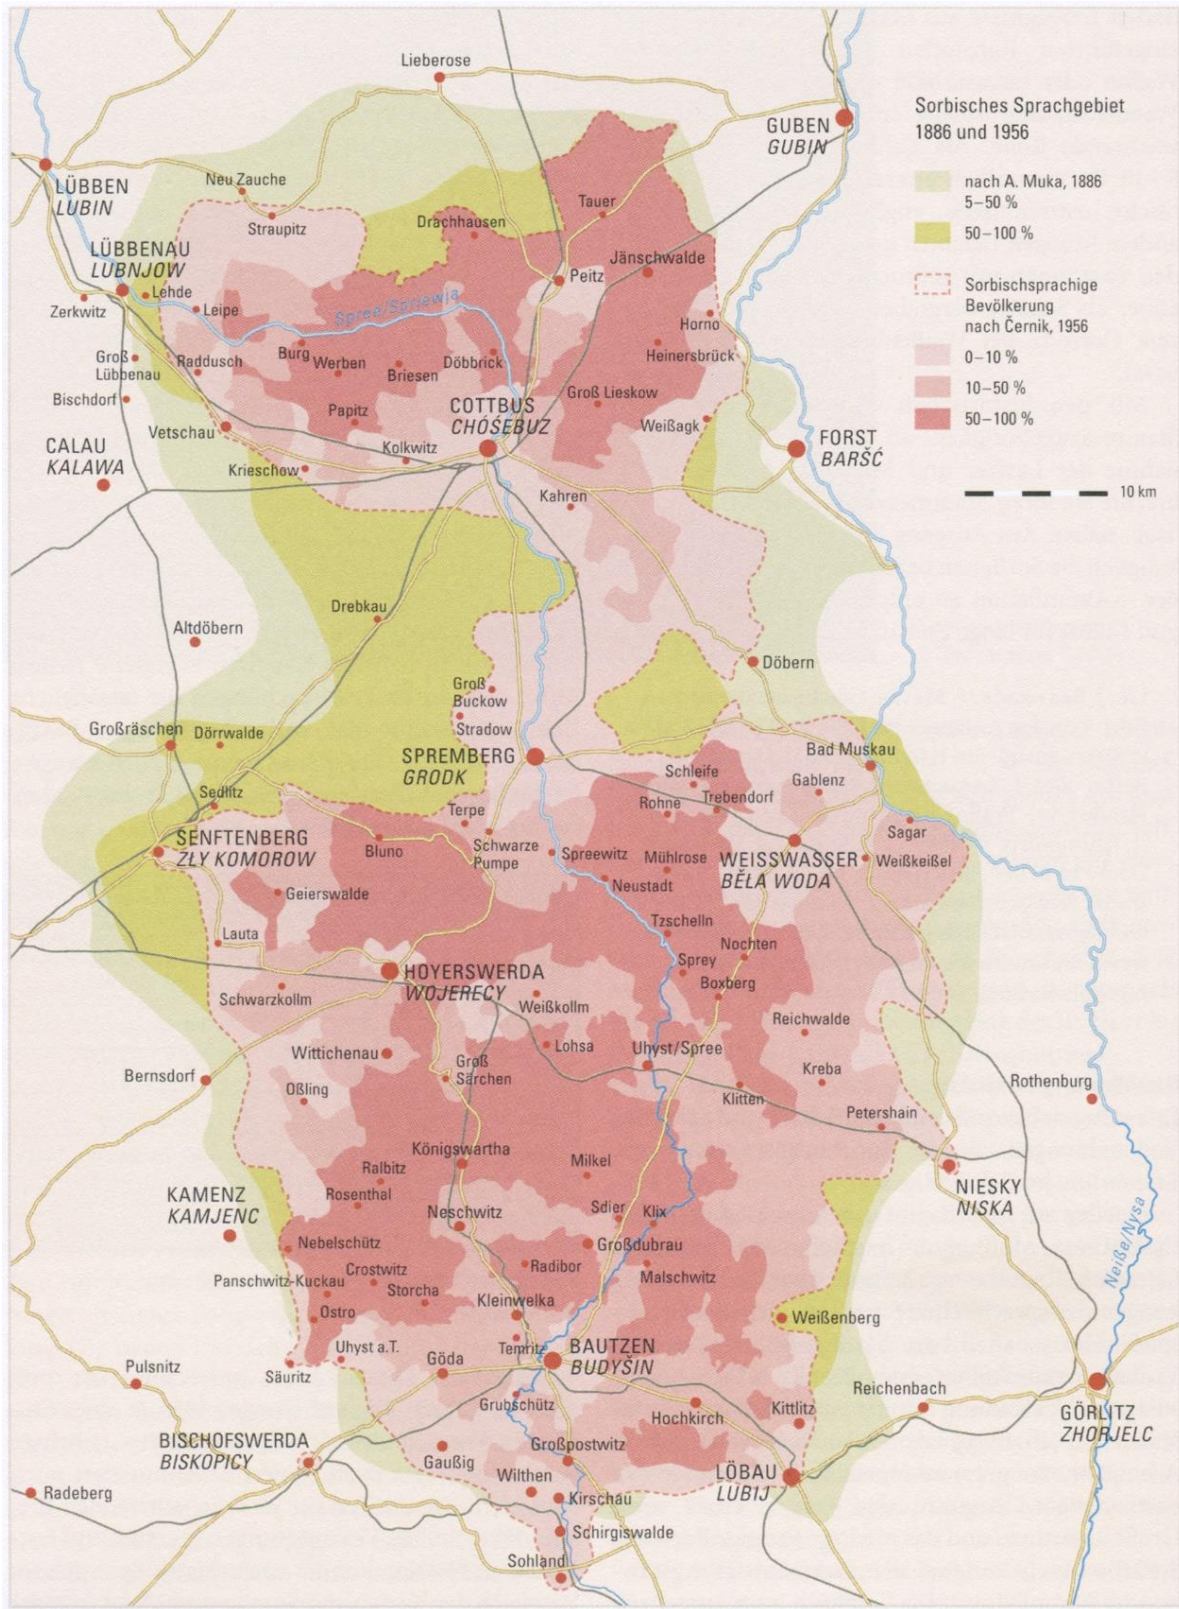 Sorbisches Sprachgebiet
1886 und 1956
nach A. Muka, 1886
5–50 %
50–100 %
Sorbischsprachige
Bevölkerung
nach Černik, 1956
0–10 %
10–50 %
50–100 %
10 km
Lieberose
GUBEN
GUBIN
LÜBBEN
LUBIN
Neu Zauche
Straupitz
Drachhausen
Tauer
LÜBBENAU
LUBNJOW
Lehde
Zerkwitz
Leipe
Spree/Sprjewja
Peitz
Jänschwalde
Horno
Groß
Lübbenau
Raddusch
Burg
Werben
Briesen
Döbbrick
Heinersbrück
Bischdorf
Papitz
COTTBUS
CHÓŚEBUZ
Groß Lieskow
Weißagk
Vetschau
CALAU
KALAWA
Krieschow
Kolkwitz
FORST
BARŠĆ
Kahren
Drebkau
Altdöbern
Döbern
Groß
Buckow
Stradow
Großräschen
Dörrwalde
SPREMBERG
GRODK
Bad Muskau
Schleife
Gablenz
Sedlitz
Rohne
Trebendorf
Terpe
Sagar
SENFTENBERG
ZŁY KOMOROW
Bluno
Schwarze
Pumpe
Spreewitz
Mühlrose
WEISSWASSER
BĚLA WODA
Weißkeißel
Geierswalde
Neustadt
Lauta
Tzschelln
Nochten
Sprey
HOYERSWERDA
WOJERECY
Boxberg
Schwarzkollm
Weißkollm
Reichwalde
Wittichenau
Lohsa
Uhyst/Spree
Bernsdorf
Groß
Särchen
Oßling
Klitten
Kreba
Rothenburg
Petershain
Königswartha
Ralbitz
Milkel
KAMENZ
KAMJENC
Rosenthal
NIESKY
NISKA
Neschwitz
Sdier
Klix
Nebelschütz
Großdubrau
Neiße/Nysa
Panschwitz-Kuckau
Crostwitz
Radibor
Malschwitz
Storcha
Kleinwelka
Ostro
Weißenberg
Temritz
Uhyst a.T.
BAUTZEN
BUDYŠIN
Pulsnitz
Säuritz
Göda
Grubschütz
Hochkirch
Kittlitz
Reichenbach
GÖRLITZ
ZHORJELC
BISCHOFSWERDA
BISKOPICY
Gaußig
Großpostwitz
LÖBAU
LUBIJ
Radeberg
Wilthen
Kirschau
Schirgiswalde
Sohland